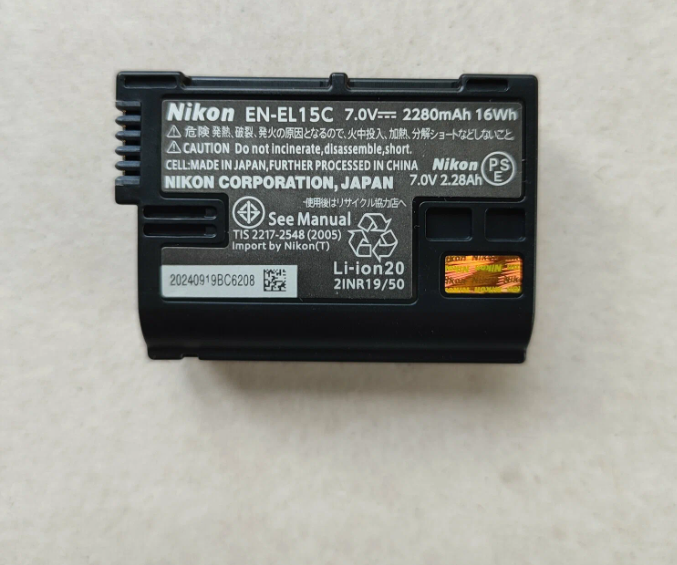 Nikon EN-EL15C 7.0V 2280mAh 16Wh
危険 発熱、破裂、発火の原因となるので、火中投入、加熱、分解ショートなどしないこと
CAUTION Do not incinerate,disassemble,short.
CELL:MADE IN JAPAN,FURTHER PROCESSED IN CHINA Nikon PS E
NIKON CORPORATION, JAPAN 7.0V 2.28Ah
使用後はリサイクル協力店へ
See Manual
TIS 2217-2548 (2005)
Import by Nikon(T)
Li-ion20
20240919BC6208 2INR19/50
Nikon